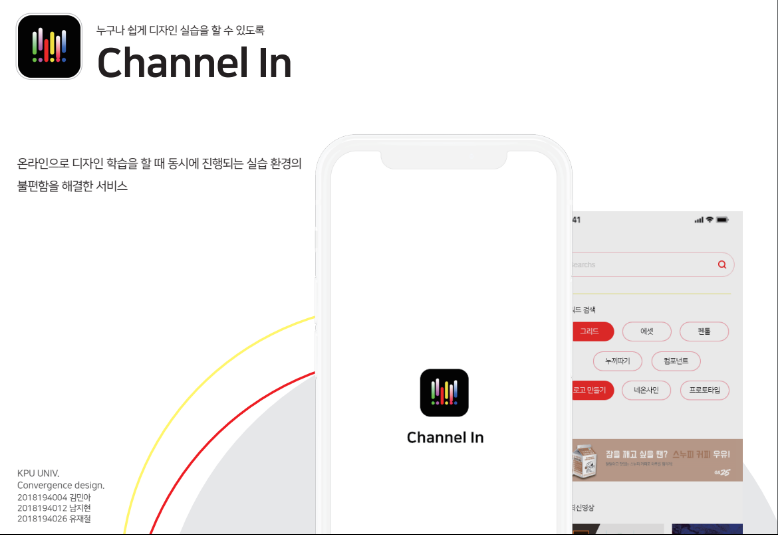 누구나 쉽게 디자인 실습을 할 수 있도록
Channel In
온라인으로 디자인 학습을 할 때 동시에 진행되는 실습 환경의
불편함을 해결한 서비스
Channel In
41
드 검색
그리드
에셋
펜툴
누끼따기
컴포넌트
로고 만들기
네온사인
프로토타입
잠을 깨고 싶을 땐? 스누피 커피 우유!
최신영상
KPU UNIV.
Convergence design.
2018194004 김민아
2018194012 남지현
2018194026 유재절